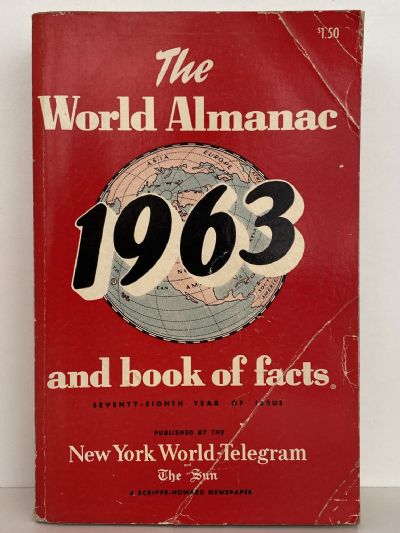 $1.50
The
World Almanac
ASIA
EUROPE
1963
and book of facts®
SEVENTY-EIGHTH YEAR OF ISSUE
PUBLISHED BY THE
New York World-Telegram
and
The Sun
A SCRIPPS-HOWARD NEWSPAPER